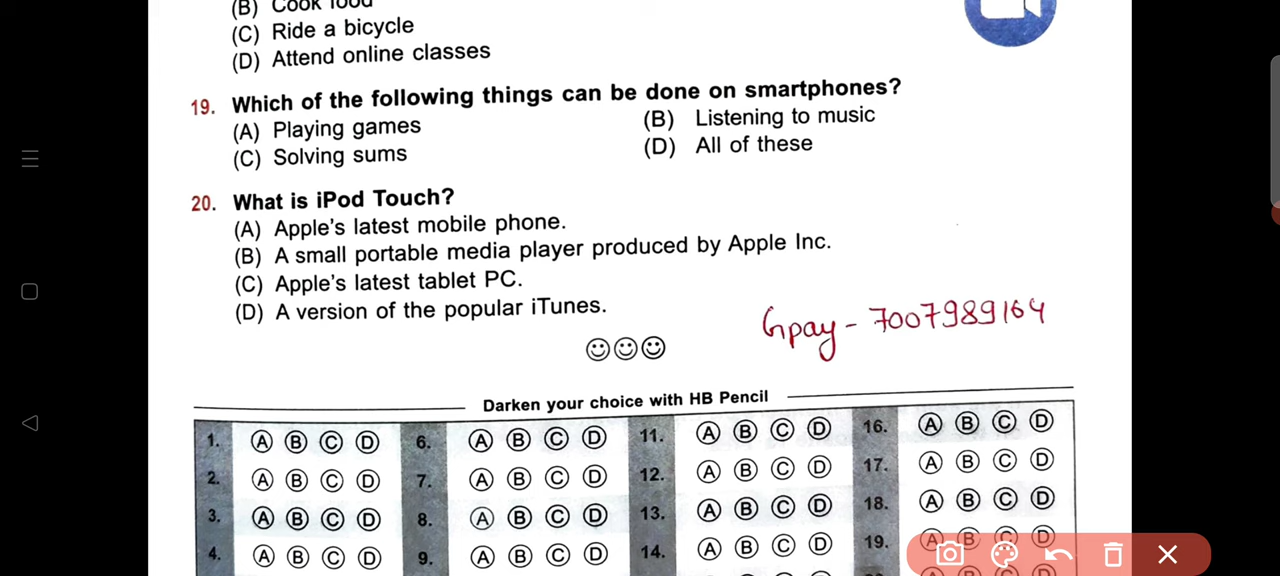 (B) Cook food
(C) Ride a bicycle
(D) Attend online classes
19. Which of the following things can be done on smartphones?
(A) Playing games
(B) Listening to music
(C) Solving sums
(D) All of these
20. What is iPod Touch?
(A) Apple's latest mobile phone.
(B) A small portable media player produced by Apple Inc.
(C) Apple's latest tablet PC.
(D) A version of the popular iTunes.
Gpay - 7007989164
Darken your choice with HB Pencil
1. A B C D 6. A B C D 11. A B C D 16. A B C D
2. A B C D 7. A B C D 12. A B C D 17. A B C D
3. A B C D 8. A B C D 13. A B C D 18. A B C D
4. A B C D 9. A B C D 14. A B C D 19. A B C D